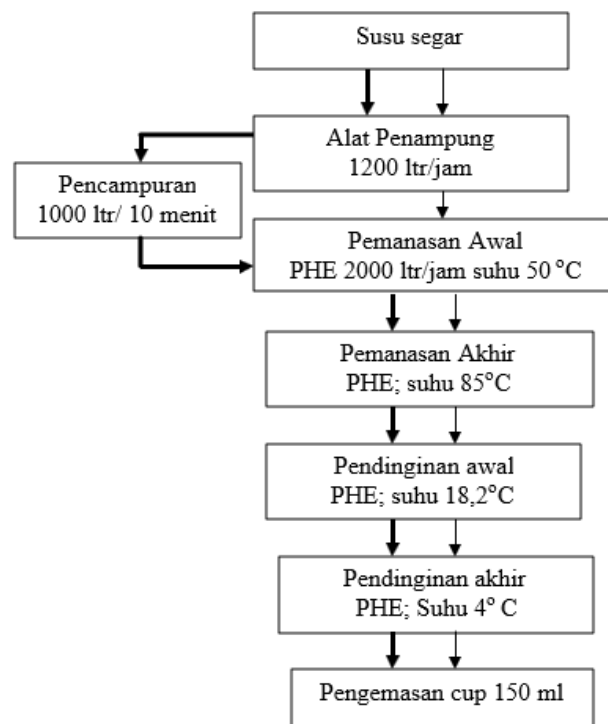 Susu segar
Alat Penampung
1200 ltr/jam
Pencampuran
1000 ltr/ 10 menit
Pemanasan Awal
PHE 2000 ltr/jam suhu 50 °C
Pemanasan Akhir
PHE; suhu 85°C
Pendinginan awal
PHE; suhu 18,2°C
Pendinginan akhir
PHE; Suhu 4° C
Pengemasan cup 150 ml